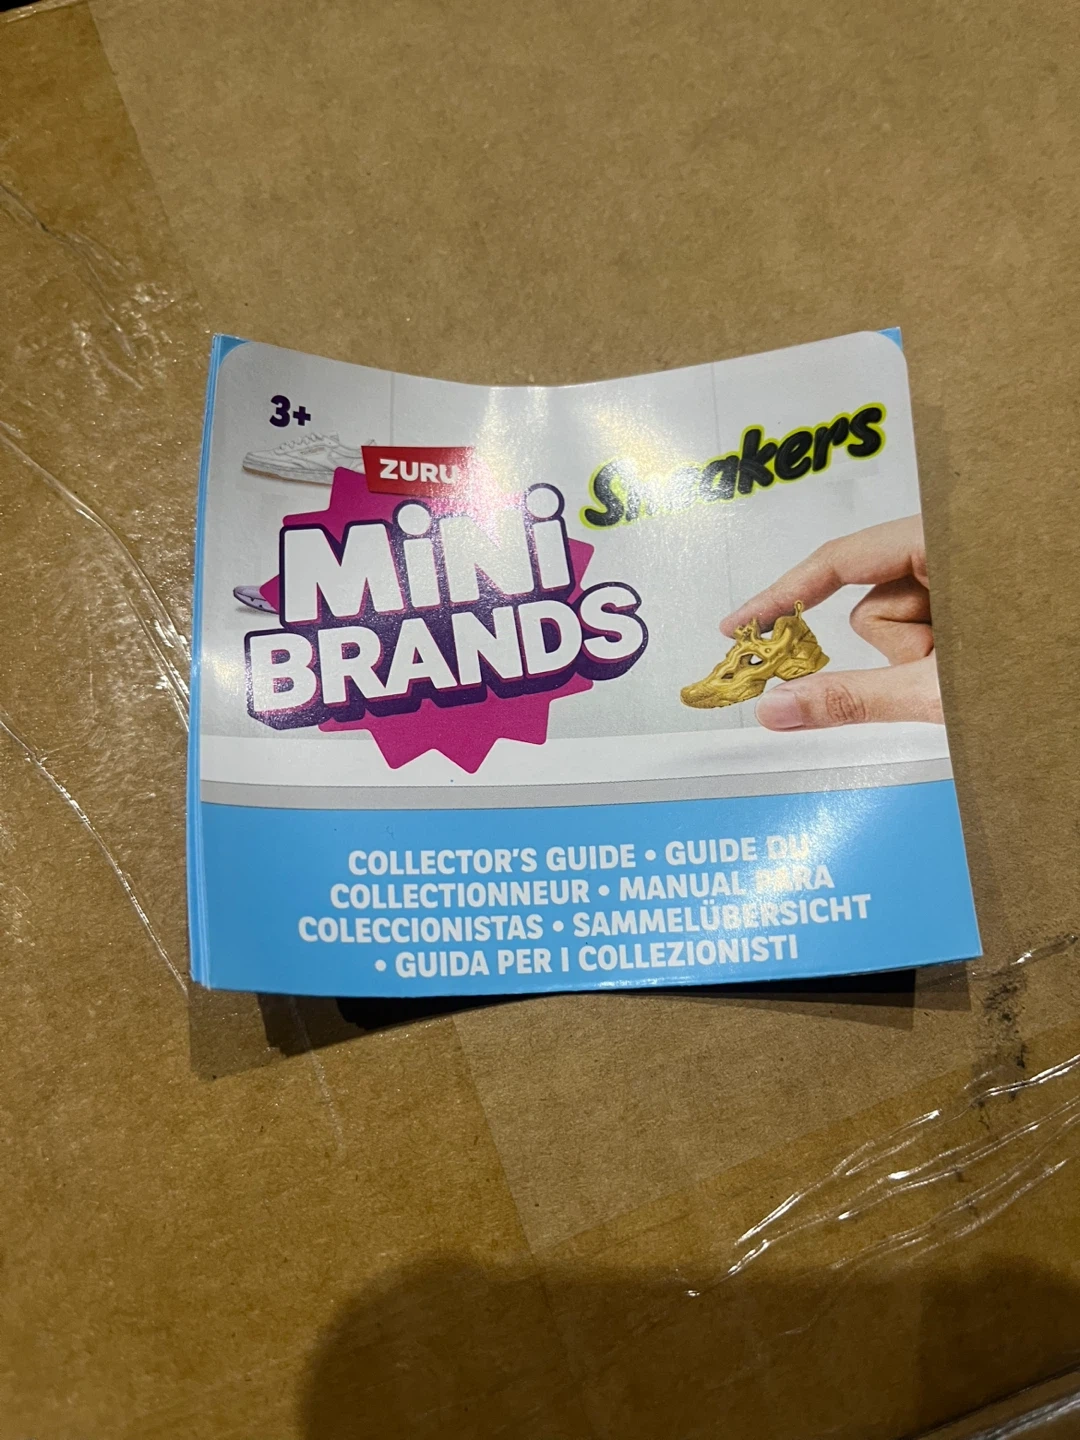 3+
ZURU
MiNi
BRANDS
Sneakers
COLLECTOR'S GUIDE • GUIDE DU
COLLECTIONNEUR • MANUAL PARA
COLECCIONISTAS • SAMMELÜBERSICHT
• GUIDA PER I COLLEZIONISTI